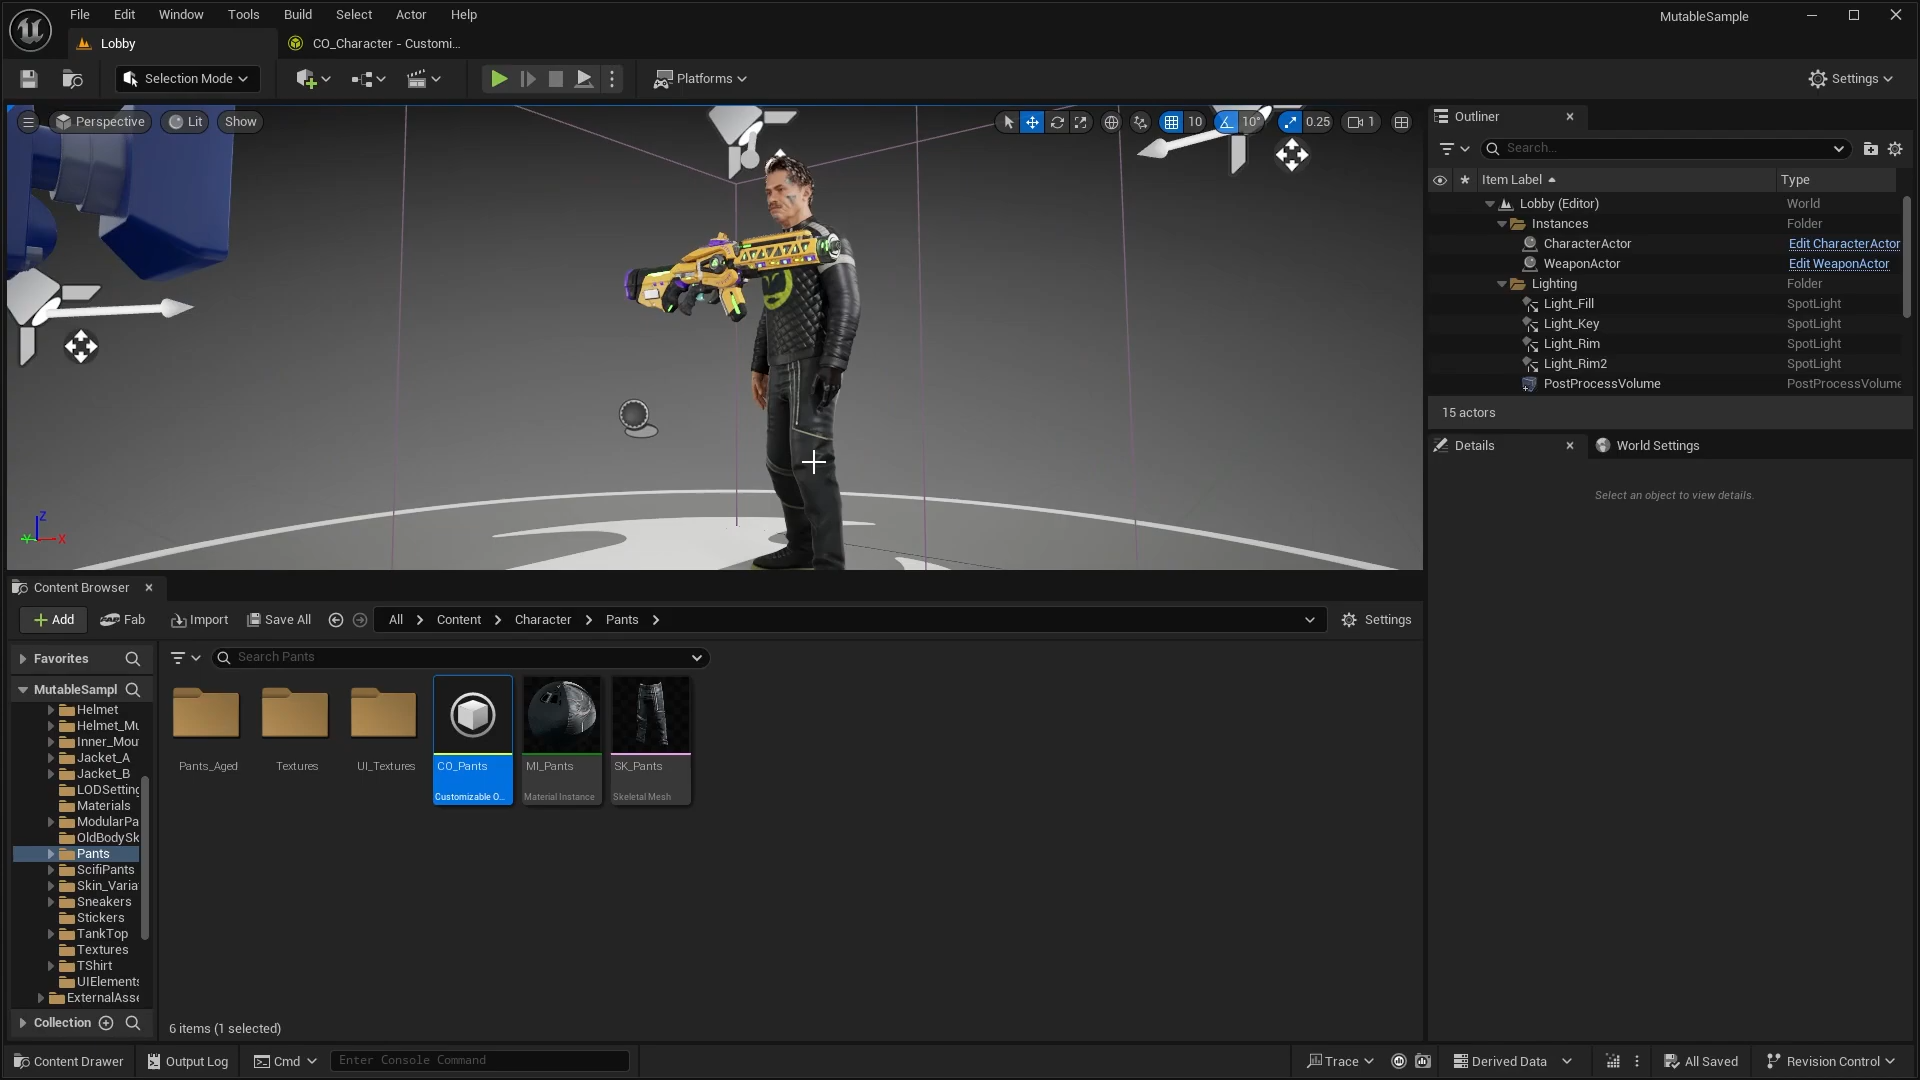 File Edit Window Tools Build Select Actor Help
MutableSample
Lobby
CO_Character - Customi...
Selection Mode
Platforms
Settings
Perspective
Lit
Show
10
10°
0.25
1
Z
Y
X
Outliner
Search...
Item Label
Type
Lobby (Editor)
World
Instances
Folder
CharacterActor
Edit CharacterActor
WeaponActor
Edit WeaponActor
Lighting
Folder
Light_Fill
SpotLight
Light_Key
SpotLight
Light_Rim
SpotLight
Light_Rim2
SpotLight
PostProcessVolume
PostProcessVolume
15 actors
Details
World Settings
Select an object to view details.
Content Browser
Add
Fab
Import
Save All
All
Content
Character
Pants
Settings
Favorites
Search Pants
MutableSampl
Helmet
Helmet_Mu
Inner_Mou
Jacket_A
Jacket_B
LODSetting
Materials
ModularPa
OldBodySk
Pants
ScifiPants
Skin_Varia
Sneakers
Stickers
TankTop
Textures
TShirt
UIElements
ExternalAsse
Collection
Pants_Aged
Textures
UI_Textures
CO_Pants
Customizable O...
MI_Pants
Material Instance
SK_Pants
Skeletal Mesh
6 items (1 selected)
Content Drawer
Output Log
Cmd
Enter Console Command
Trace
Derived Data
All Saved
Revision Control